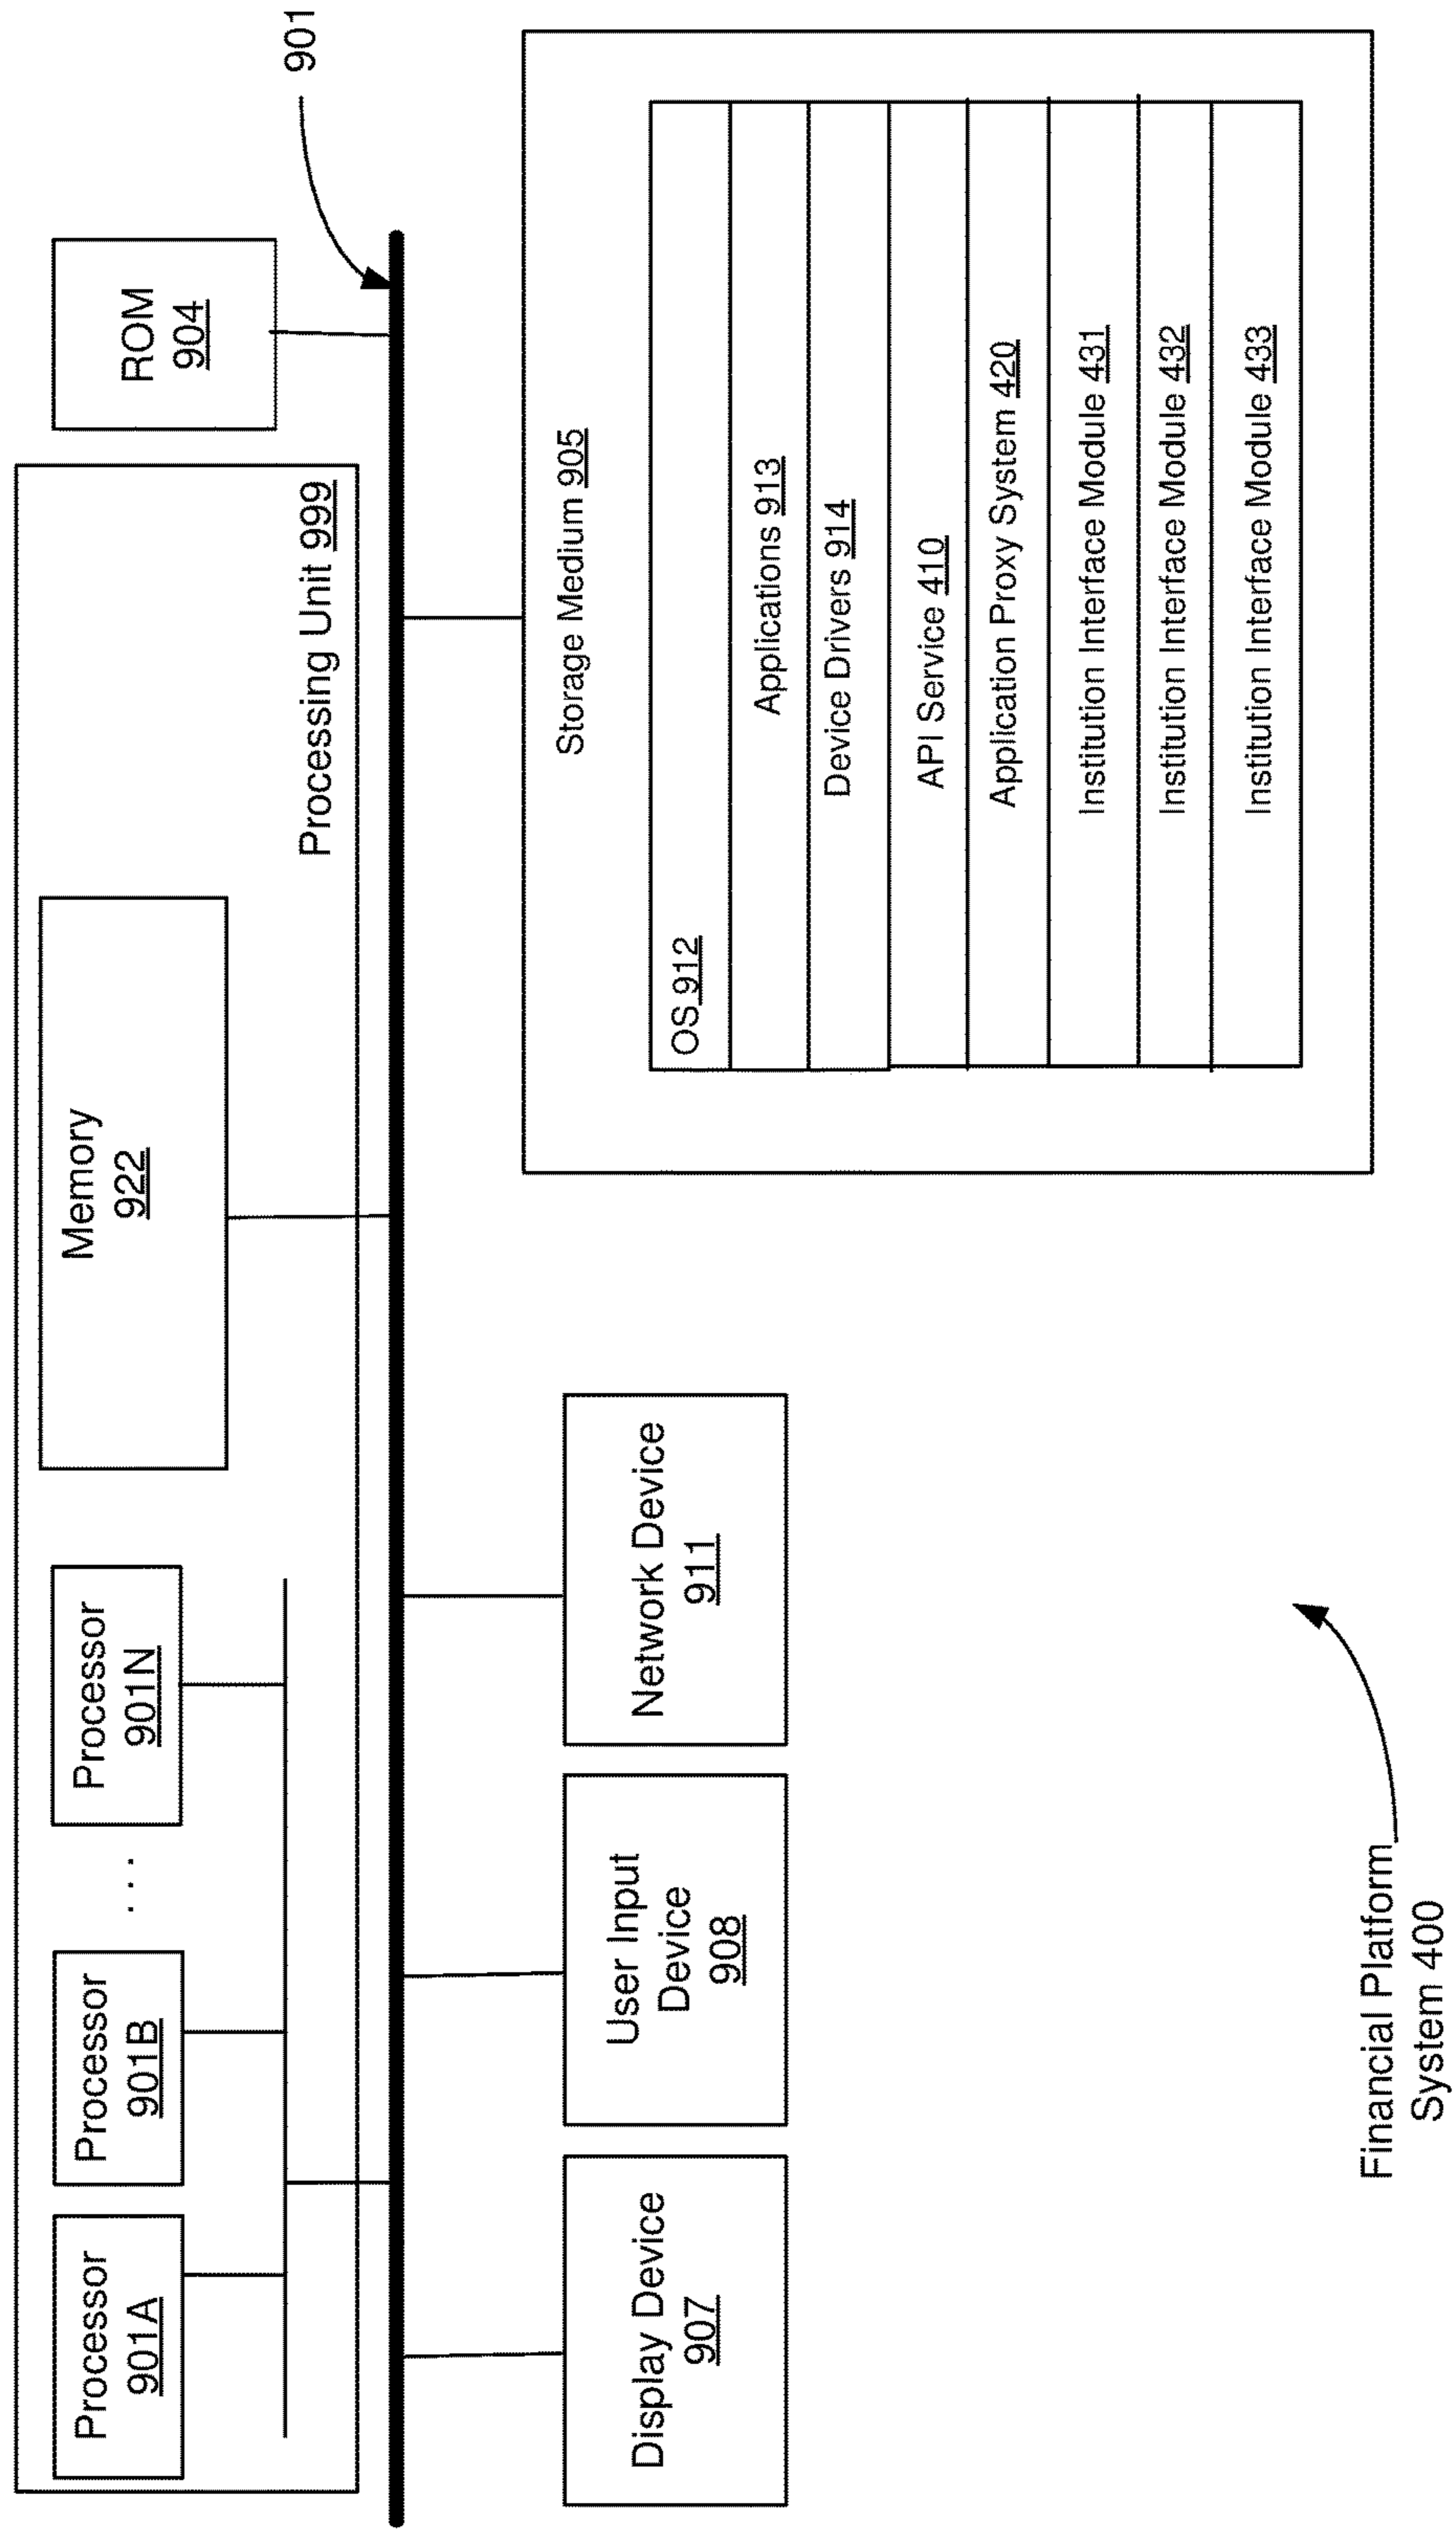 Processor
901A
Processor
901B
. . .
Processor
901N
Memory
922
Processing Unit 999
ROM
904
901
Display Device
907
User Input
Device
908
Network Device
911
Storage Medium 905
OS 912
Applications 913
Device Drivers 914
API Service 410
Application Proxy System 420
Institution Interface Module 431
Institution Interface Module 432
Institution Interface Module 433
Financial Platform
System 400